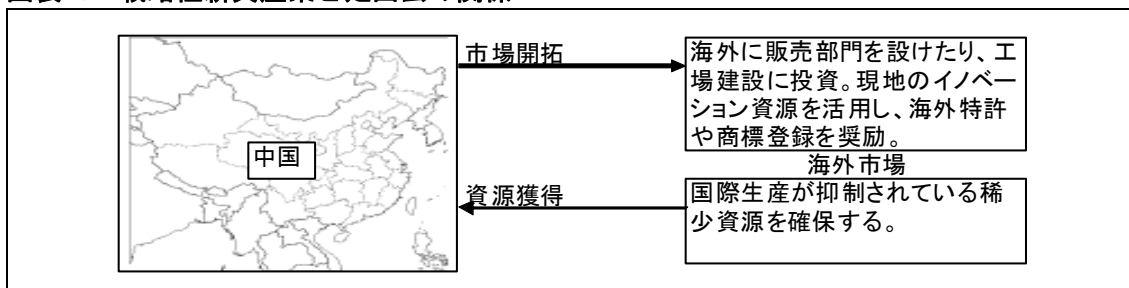 市場開拓
海外に販売部門を設けたり、工
場建設に投資。現地のイノベー
ション資源を活用し、海外特許
や商標登録を奨励。
中国
海外市場
資源獲得
国際生産が抑制されている稀
少資源を確保する。